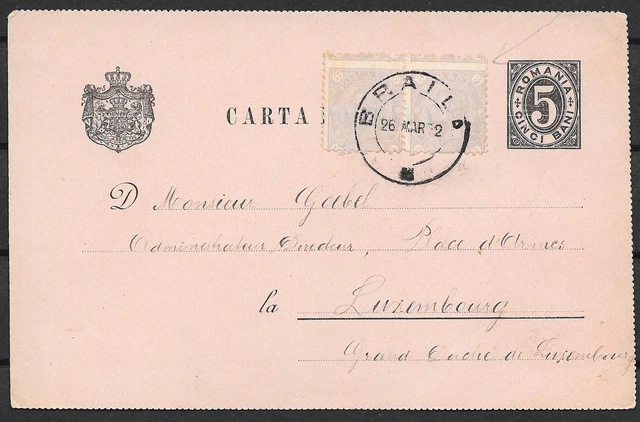 CARTA
BRAILA
26 MAR 92
ROMANIA
5
CINCI BANI
D Monsieur Gabel
Administrateur, Directeur, Place d'Armes
la Luxembourg
Grand Duché de Luxembourg